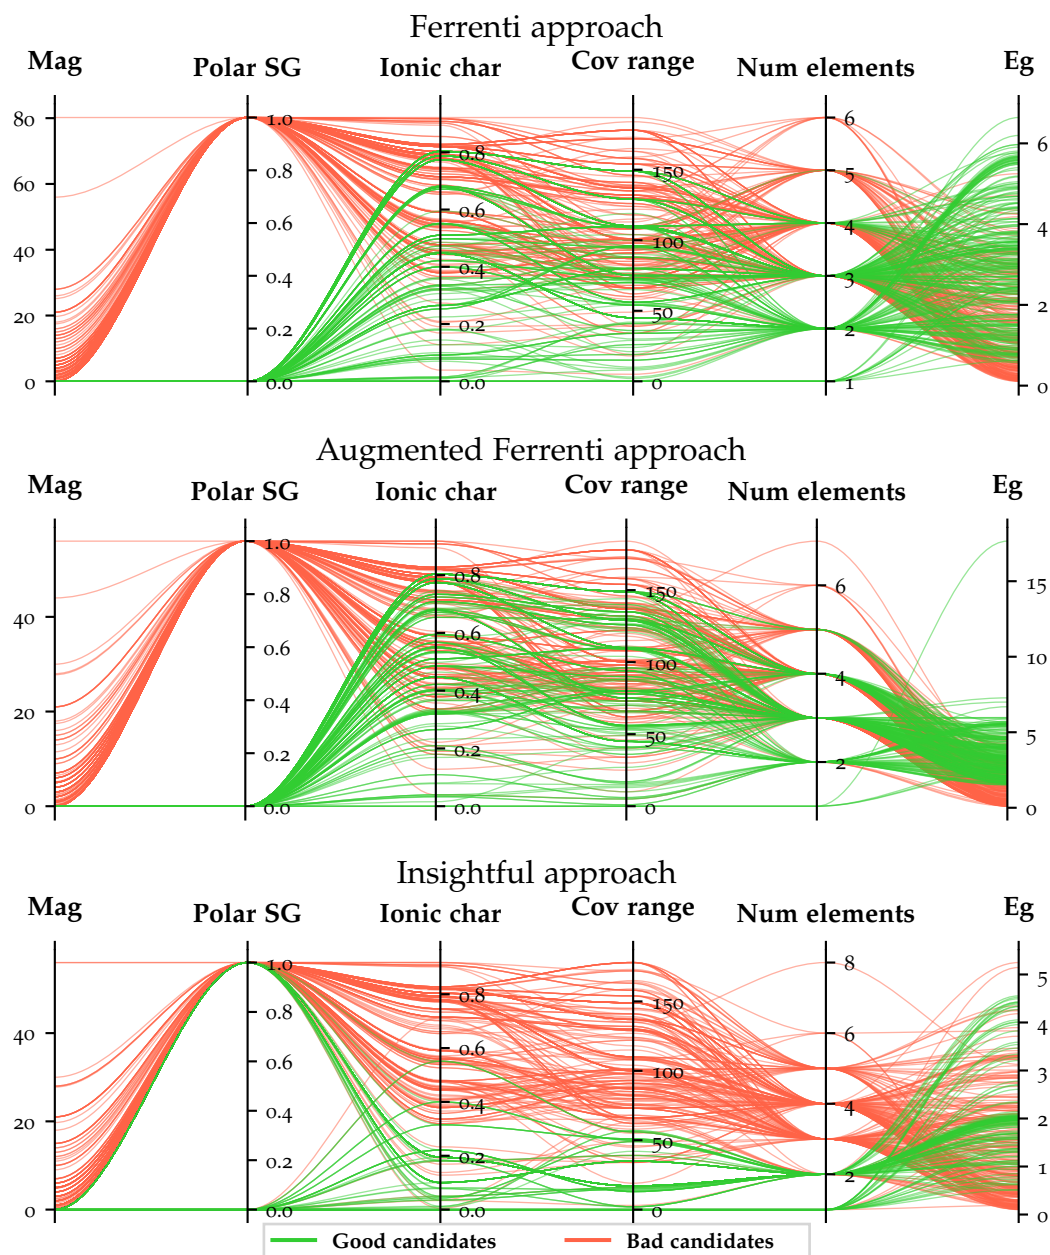 Ferrenti approach
Mag Polar SG Ionic char Cov range Num elements Eg
80 1.0 0.8 150 6 6
60 0.8 0.6 100 5 4
40 0.6 0.4 50 4 2
20 0.4 0.2 0 3 0
0 0.2 0.0 2
0.0 1
Augmented Ferrenti approach
Mag Polar SG Ionic char Cov range Num elements Eg
40 1.0 0.8 150 6 15
20 0.8 0.6 100 4 10
0 0.6 0.4 50 2 5
0.4 0.2 0 0
0.2 0.0
0.0
Insightful approach
Mag Polar SG Ionic char Cov range Num elements Eg
40 1.0 0.8 150 8 5
20 0.8 0.6 100 6 4
0 0.6 0.4 50 4 3
0.4 0.2 0 2 2
0.2 0.0 1
0.0 0
Good candidates Bad candidates